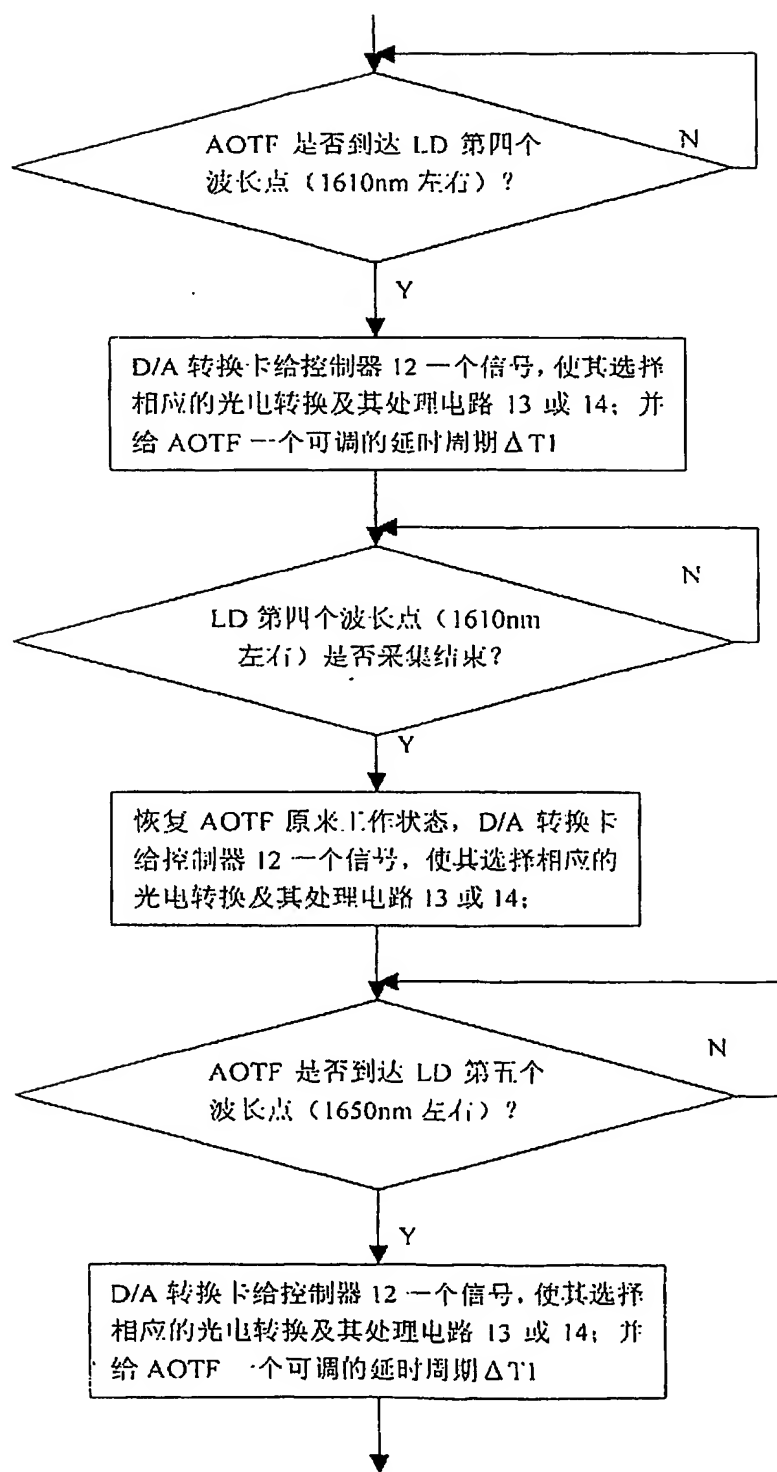 AOTF 是否到达 LD 第四个
波长点（1610nm 左右）？
N
Y
D/A 转换卡给控制器 12 一个信号，使其选择
相应的光电转换及其处理电路 13 或 14；并
给 AOTF 一个可调的延时周期ΔT1
N
LD 第四个波长点（1610nm
左右）是否采集结束？
Y
恢复 AOTF 原来工作状态，D/A 转换卡
给控制器 12 一个信号，使其选择相应的
光电转换及其处理电路 13 或 14；
N
AOTF 是否到达 LD 第五个
波长点（1650nm 左右）？
Y
D/A 转换卡给控制器 12 一个信号，使其选择
相应的光电转换及其处理电路 13 或 14；并
给 AOTF 一个可调的延时周期ΔT1